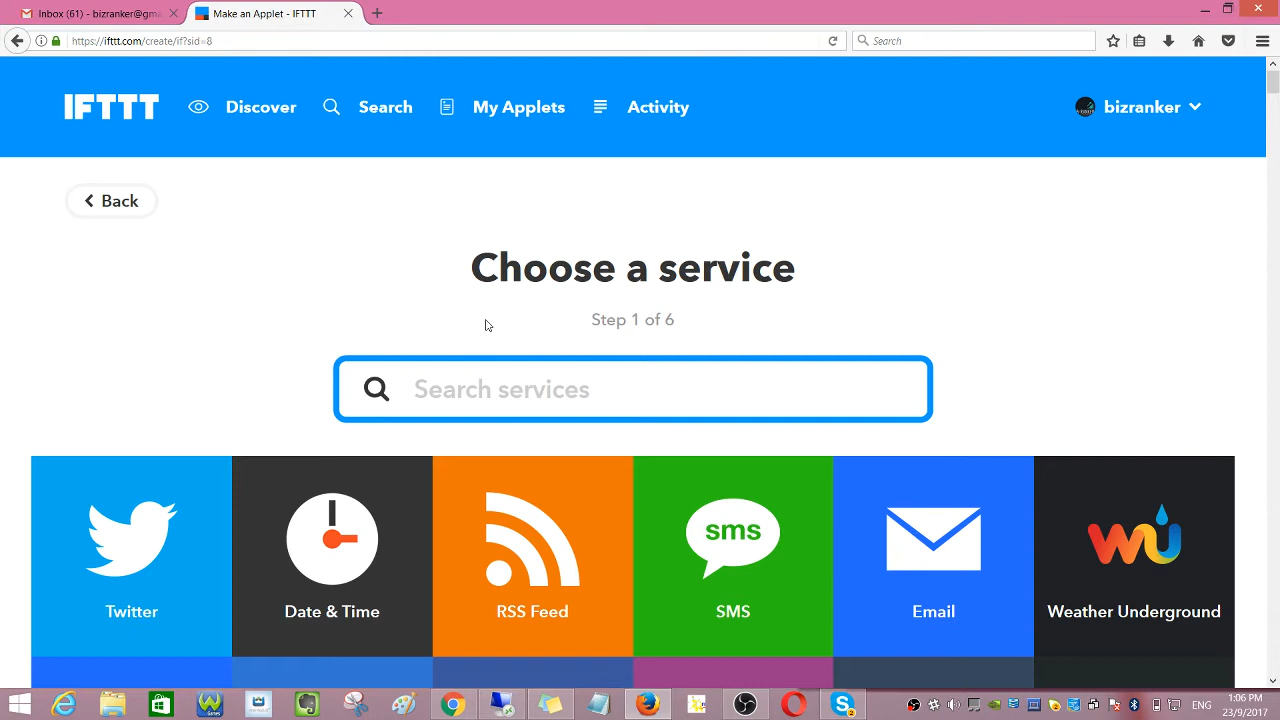 Inbox (61) - bizranker@gma
Make an Applet - IFTTT
https://ifttt.com/create/if?sid=8
Search
IFTTT
Discover
Search
My Applets
Activity
bizranker
Back
Choose a service
Step 1 of 6
Search services
sms
wu
Twitter
Date & Time
RSS Feed
SMS
Email
Weather Underground
ENG
1:06 PM
23/9/2017